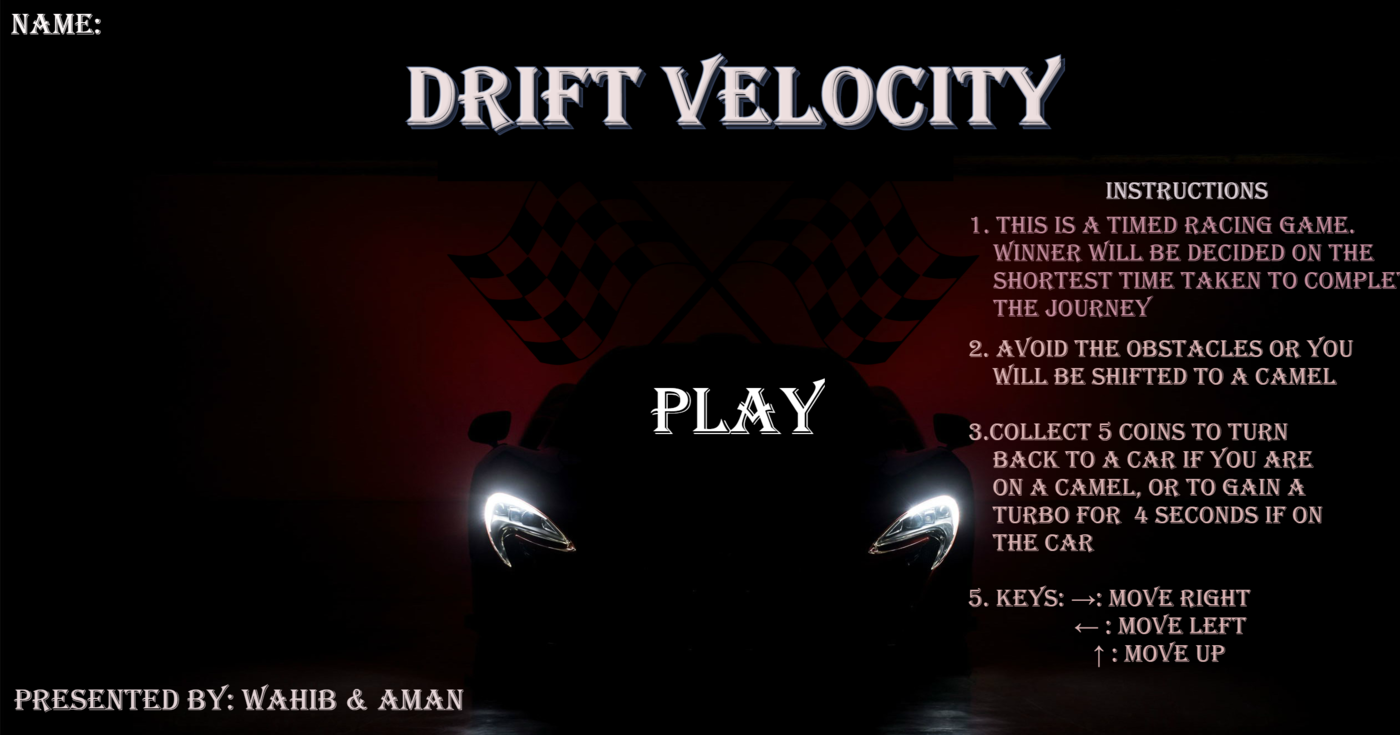 NAME:
DRIFT VELOCITY
INSTRUCTIONS
1. THIS IS A TIMED RACING GAME.
WINNER WILL BE DECIDED ON THE
SHORTEST TIME TAKEN TO COMPLET
THE JOURNEY
2. AVOID THE OBSTACLES OR YOU
WILL BE SHIFTED TO A CAMEL
PLAY
3.COLLECT 5 COINS TO TURN
BACK TO A CAR IF YOU ARE
ON A CAMEL, OR TO GAIN A
TURBO FOR 4 SECONDS IF ON
THE CAR
5. KEYS: →: MOVE RIGHT
← : MOVE LEFT
↑ : MOVE UP
PRESENTED BY: WAHIB & AMAN